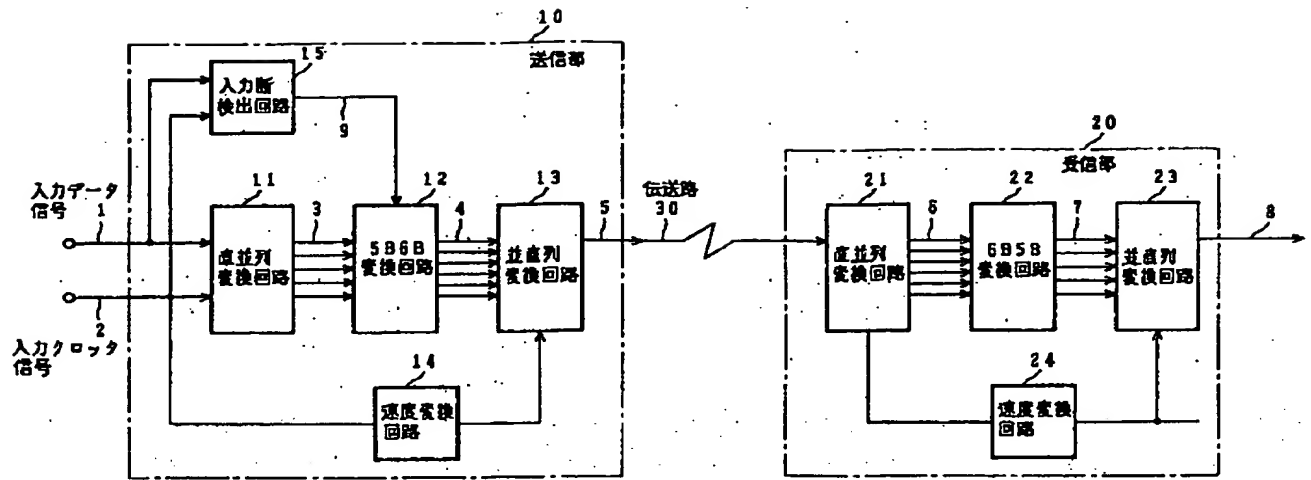 10
送信部
15
入力断
検出回路
9
入力データ
信号
1
11
直並列
変換回路
3
12
5B6B
変換回路
4
13
並直列
変換回路
5
伝送路
30
2
入力クロック
信号
14
速度変換
回路
20
受信部
21
直並列
変換回路
6
22
6B5B
変換回路
7
23
並直列
変換回路
8
24
速度変換
回路